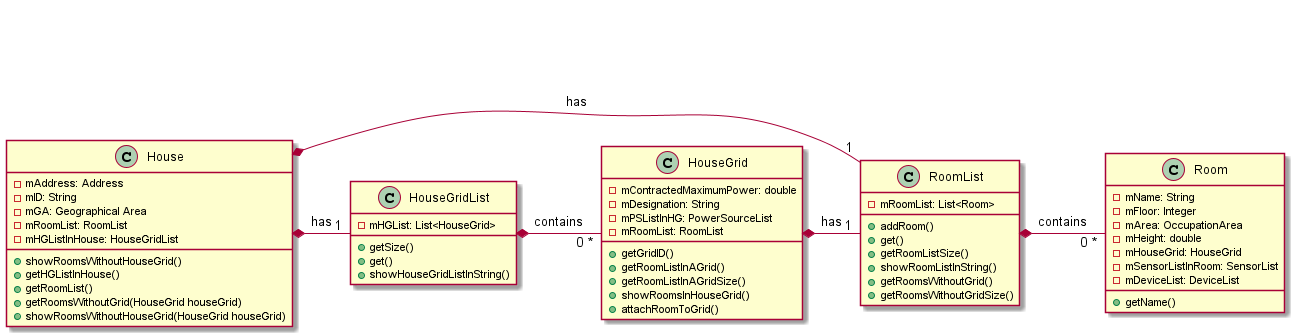 has
1
C House
mAddress: Address
mID: String
mGA: Geographical Area
mRoomList: RoomList
mHGListInHouse: HouseGridList
showRoomsWithoutHouseGrid()
getHGListInHouse()
getRoomList()
getRoomsWithoutGrid(HouseGrid houseGrid)
showRoomsWithoutHouseGrid(HouseGrid houseGrid)
has 1
C HouseGridList
mHGList: List<HouseGrid>
getSize()
get()
showHouseGridListInString()
contains
0 *
C HouseGrid
mContractedMaximumPower: double
mDesignation: String
mPSListInHG: PowerSourceList
mRoomList: RoomList
getGridID()
getRoomListInAGrid()
getRoomListInAGridSize()
showRoomsInHouseGrid()
attachRoomToGrid()
has 1
C RoomList
mRoomList: List<Room>
addRoom()
get()
getRoomListSize()
showRoomListInString()
getRoomsWithoutGrid()
getRoomsWithoutGridSize()
contains
0 *
C Room
mName: String
mFloor: Integer
mArea: OccupationArea
mHeight: double
mHouseGrid: HouseGrid
mSensorListInRoom: SensorList
mDeviceList: DeviceList
getName()